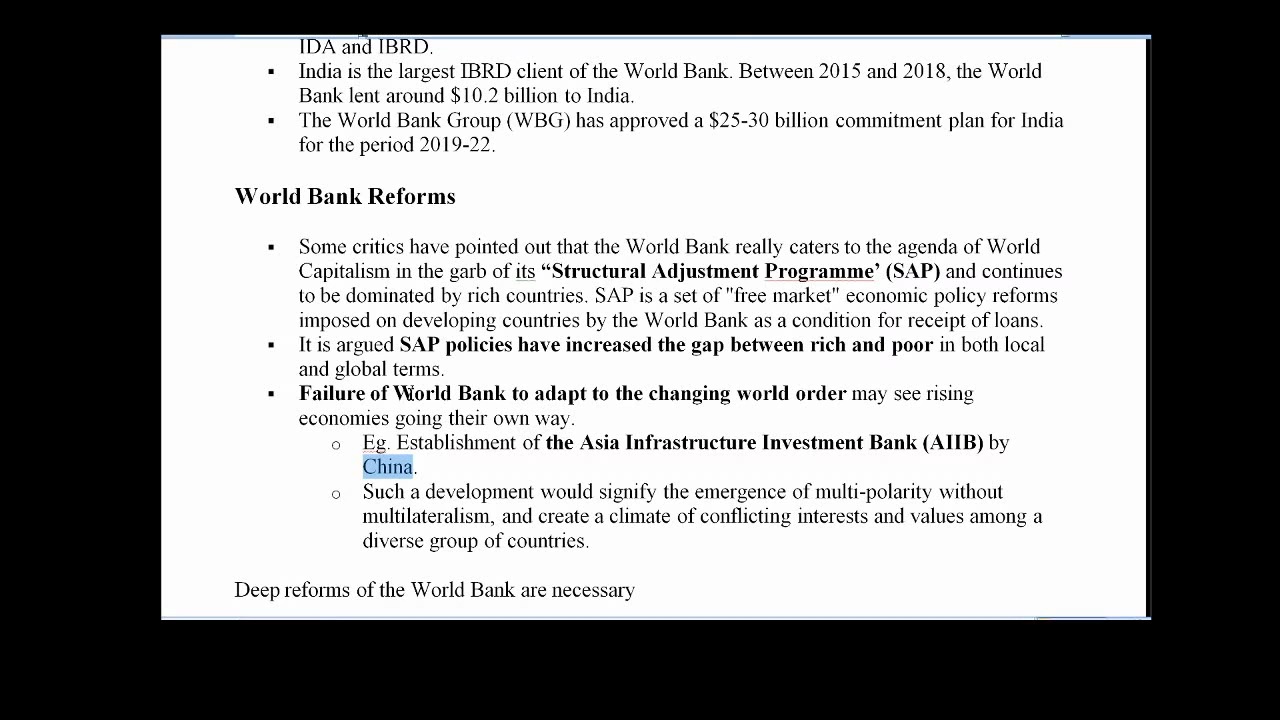 IDA and IBRD.
▪ India is the largest IBRD client of the World Bank. Between 2015 and 2018, the World
Bank lent around $10.2 billion to India.
▪ The World Bank Group (WBG) has approved a $25-30 billion commitment plan for India
for the period 2019-22.
World Bank Reforms
▪ Some critics have pointed out that the World Bank really caters to the agenda of World
Capitalism in the garb of its “Structural Adjustment Programme’ (SAP) and continues
to be dominated by rich countries. SAP is a set of "free market" economic policy reforms
imposed on developing countries by the World Bank as a condition for receipt of loans.
▪ It is argued SAP policies have increased the gap between rich and poor in both local
and global terms.
▪ Failure of World Bank to adapt to the changing world order may see rising
economies going their own way.
o Eg. Establishment of the Asia Infrastructure Investment Bank (AIIB) by
China.
o Such a development would signify the emergence of multi-polarity without
multilateralism, and create a climate of conflicting interests and values among a
diverse group of countries.
Deep reforms of the World Bank are necessary